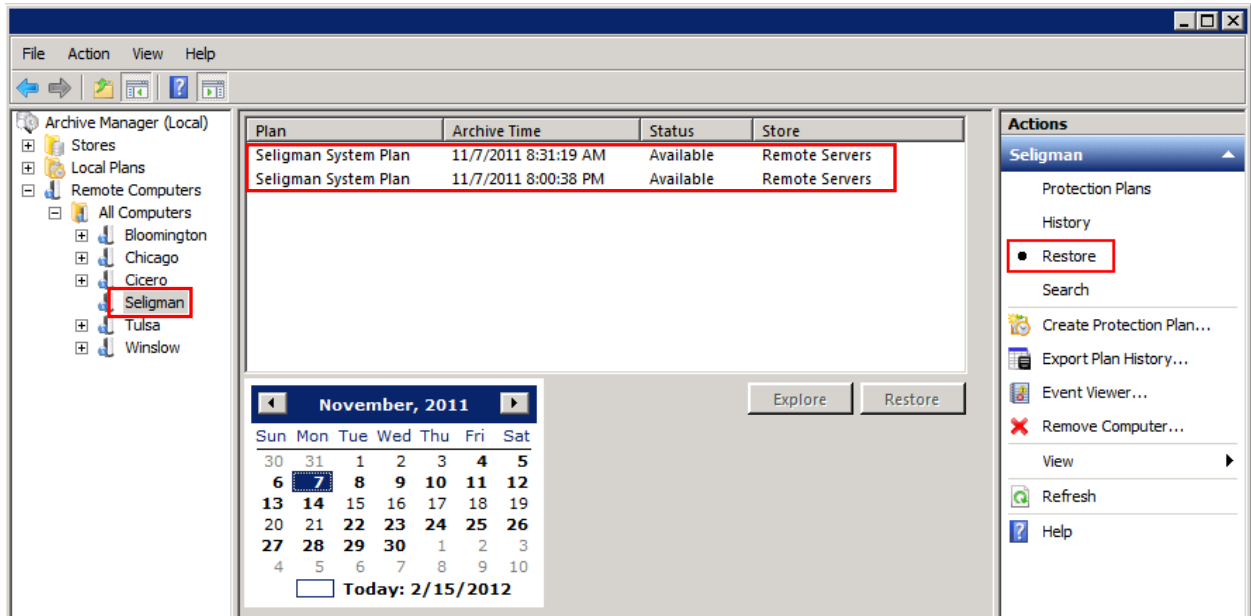 File Action View Help
Archive Manager (Local)
Stores
Local Plans
Remote Computers
All Computers
Bloomington
Chicago
Cicero
Seligman
Tulsa
Winslow
Plan Archive Time Status Store
Seligman System Plan 11/7/2011 8:31:19 AM Available Remote Servers
Seligman System Plan 11/7/2011 8:00:38 PM Available Remote Servers
Explore Restore
November, 2011
Sun Mon Tue Wed Thu Fri Sat
30 31 1 2 3 4 5
6 7 8 9 10 11 12
13 14 15 16 17 18 19
20 21 22 23 24 25 26
27 28 29 30 1 2 3
4 5 6 7 8 9 10
Today: 2/15/2012
Actions
Seligman
Protection Plans
History
Restore
Search
Create Protection Plan...
Export Plan History...
Event Viewer...
Remove Computer...
View
Refresh
Help